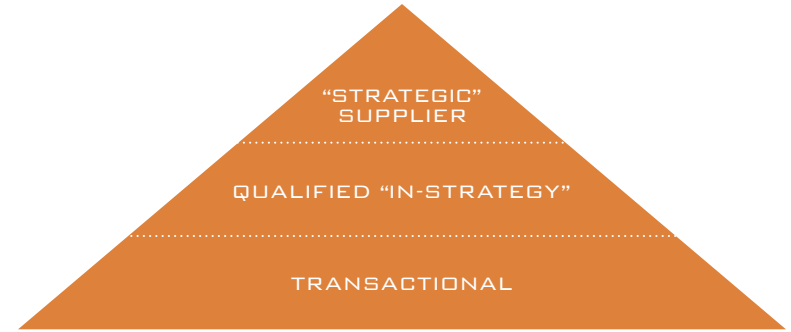 “STRATEGIC”
SUPPLIER
QUALIFIED “IN-STRATEGY”
TRANSACTIONAL